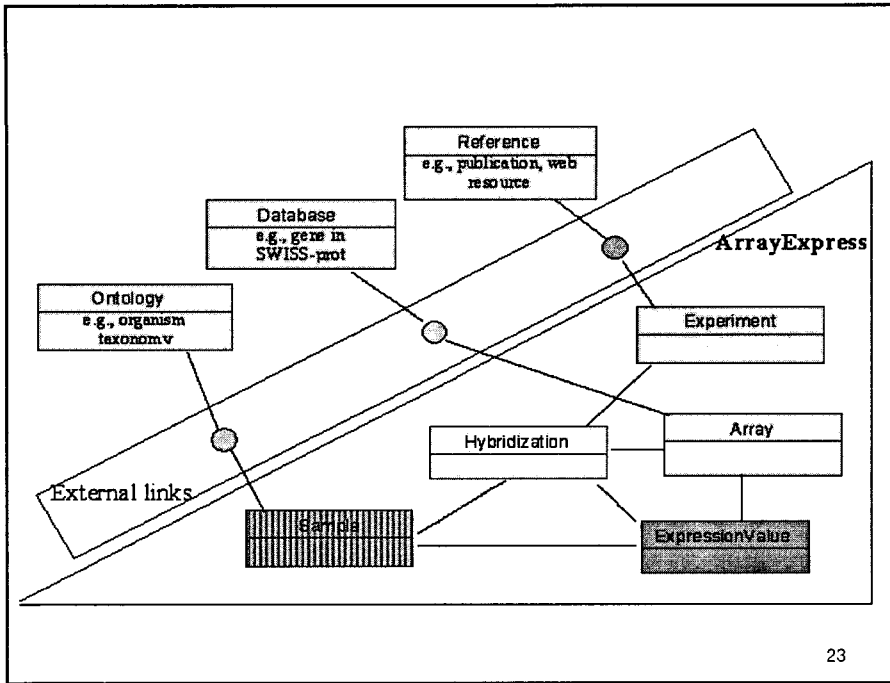 Reference
e.g., publication, web
resource
Database
e.g., gene in
SWISS-prot
ArrayExpress
Ontology
e.g., organism
taxonomy
Experiment
Array
Hybridization
External links
Sample
ExpressionValue
23